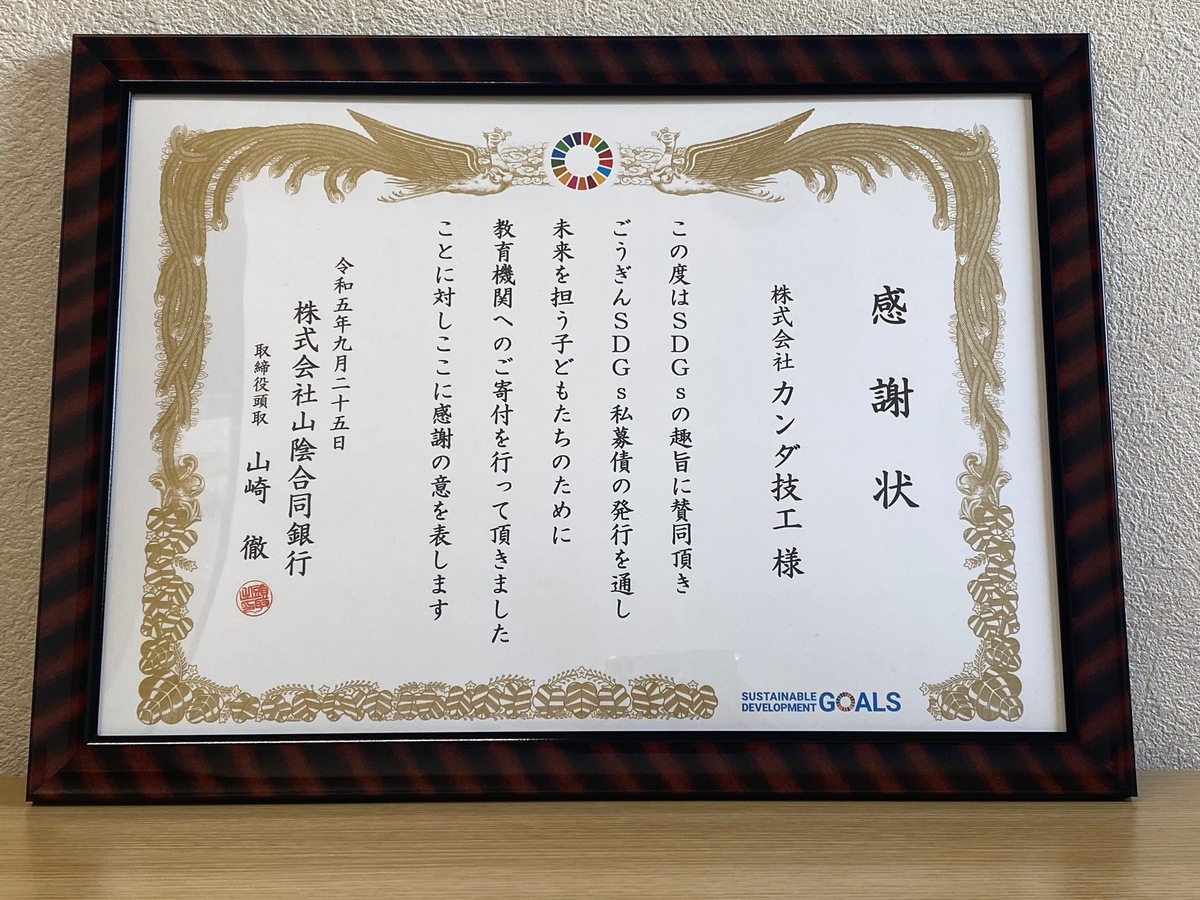 感謝状
株式会社 カンダ技工 様
この度はSDGsの趣旨に賛同頂き
ごうぎんSDGs私募債の発行を通し
未来を担う子どもたちのために
教育機関へのご寄付を行って頂きました
ことに対しここに感謝の意を表します
令和五年九月二十五日
株式会社山陰合同銀行
取締役頭取 山崎 徹
SUSTAINABLE
DEVELOPMENT
GOALS